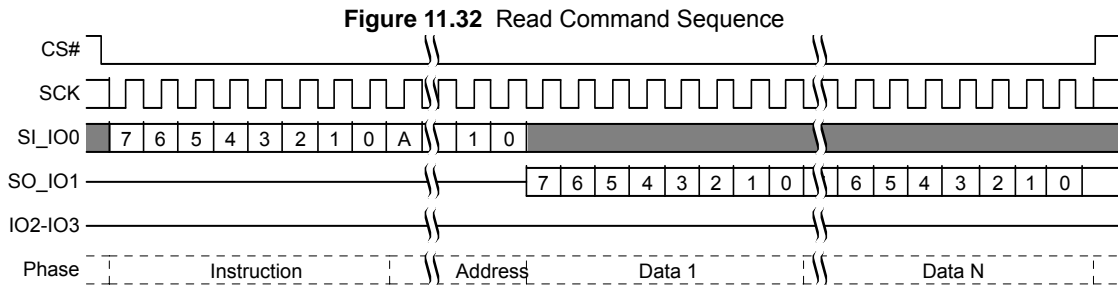 Figure 11.32 Read Command Sequence
CS#
SCK
SI_IO0 7 6 5 4 3 2 1 0 A 1 0
SO_IO1 7 6 5 4 3 2 1 0 6 5 4 3 2 1 0
IO2-IO3
Phase Instruction Address Data 1 Data N